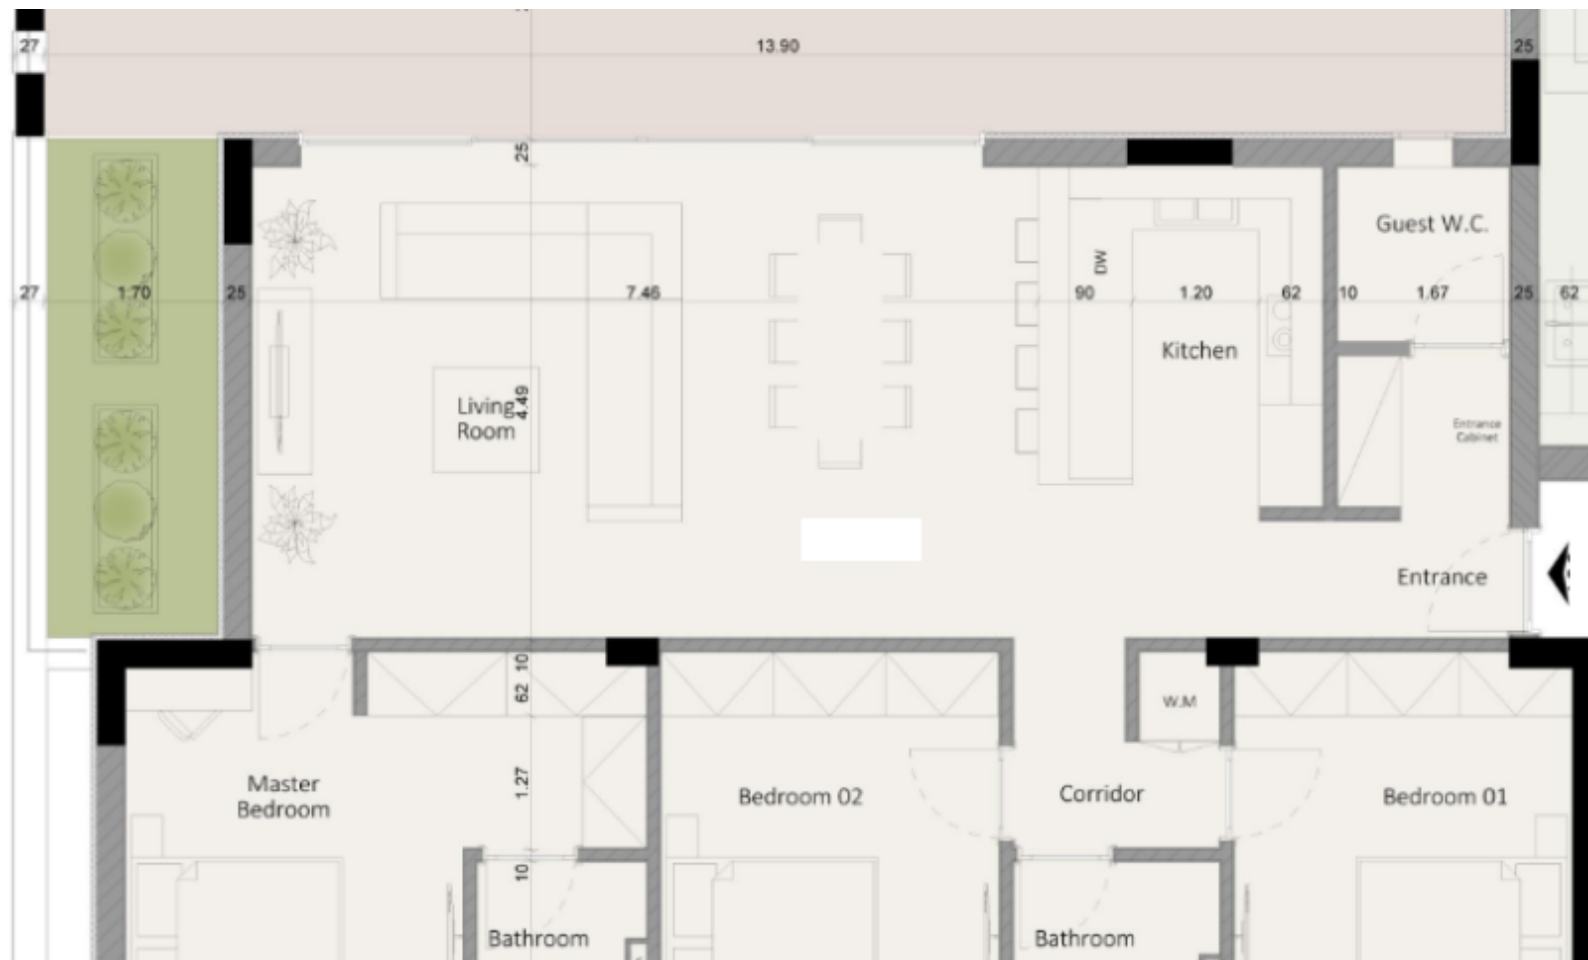 27
13.90
25
25
Guest W.C.
DW
27
1.70
25
7.46
90
1.20
62
10
1.67
25
62
Kitchen
Living
Room
4.49
Entrance
Cabinet
Entrance
10
62
W.M
1.27
Master
Bedroom
Bedroom 02
Corridor
Bedroom 01
10
Bathroom
Bathroom